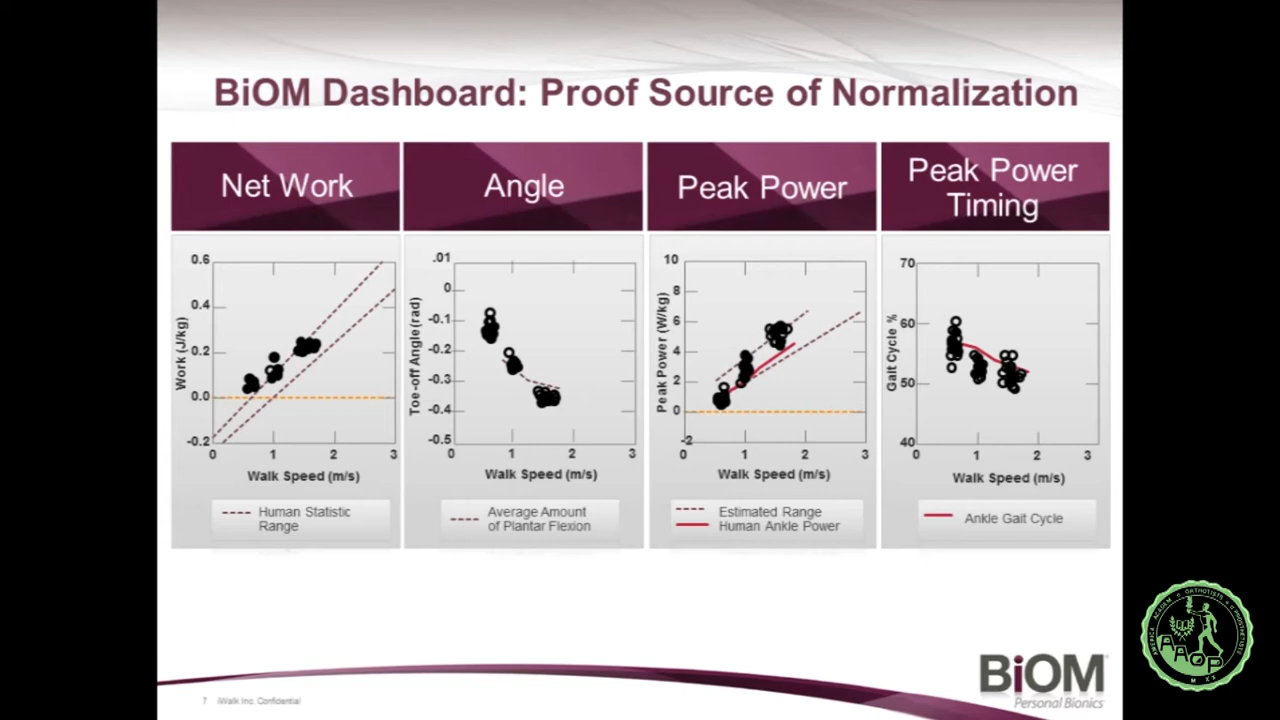 BiOM Dashboard: Proof Source of Normalization
Net Work
Angle
Peak Power
Peak Power
Timing
0.6
0.4
0.2
0.0
-0.2
Work (J/kg)
0
1
2
3
Walk Speed (m/s)
Human Statistic
Range
.01
0
-0.1
-0.2
-0.3
-0.4
-0.5
Toe-off Angle (rad)
0
1
2
3
Walk Speed (m/s)
Average Amount
of Plantar Flexion
10
8
6
4
2
0
-2
Peak Power (W/kg)
0
1
2
3
Walk Speed (m/s)
Estimated Range
Human Ankle Power
70
60
50
40
Gait Cycle %
0
1
2
3
Walk Speed (m/s)
Ankle Gait Cycle
7 iWalk Inc. Confidential
BiOM
Personal Bionics
AAOP
M XX